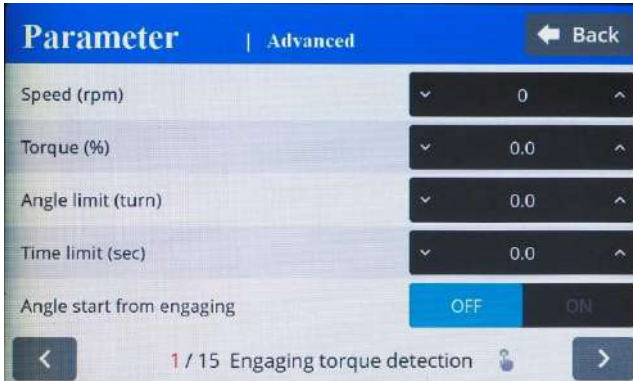 Parameter | Advanced Back
Speed (rpm) 0
Torque (%) 0.0
Angle limit (turn) 0.0
Time limit (sec) 0.0
Angle start from engaging OFF ON
1 / 15 Engaging torque detection